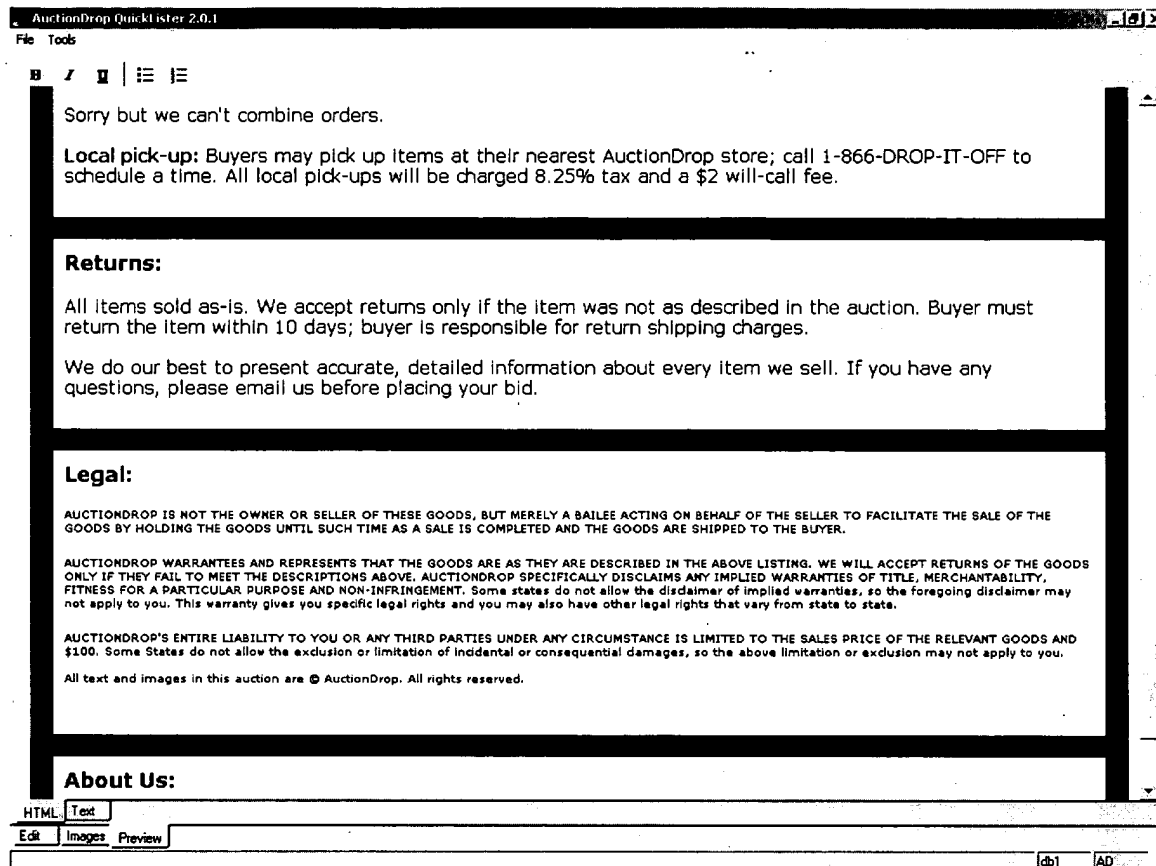 AuctionDrop QuickLister 2.0.1
File Tools
B I U
Sorry but we can't combine orders.
Local pick-up: Buyers may pick up items at their nearest AuctionDrop store; call 1-866-DROP-IT-OFF to
schedule a time. All local pick-ups will be charged 8.25% tax and a $2 will-call fee.
Returns:
All items sold as-is. We accept returns only if the item was not as described in the auction. Buyer must
return the item within 10 days; buyer is responsible for return shipping charges.
We do our best to present accurate, detailed information about every item we sell. If you have any
questions, please email us before placing your bid.
Legal:
AUCTIONDROP IS NOT THE OWNER OR SELLER OF THESE GOODS, BUT MERELY A BAILEE ACTING ON BEHALF OF THE SELLER TO FACILITATE THE SALE OF THE
GOODS BY HOLDING THE GOODS UNTIL SUCH TIME AS A SALE IS COMPLETED AND THE GOODS ARE SHIPPED TO THE BUYER.
AUCTIONDROP WARRANTEES AND REPRESENTS THAT THE GOODS ARE AS THEY ARE DESCRIBED IN THE ABOVE LISTING. WE WILL ACCEPT RETURNS OF THE GOODS
ONLY IF THEY FAIL TO MEET THE DESCRIPTIONS ABOVE. AUCTIONDROP SPECIFICALLY DISCLAIMS ANY IMPLIED WARRANTIES OF TITLE, MERCHANTABILITY,
FITNESS FOR A PARTICULAR PURPOSE AND NON-INFRINGEMENT. Some states do not allow the disclaimer of implied warranties, so the foregoing disclaimer may
not apply to you. This warranty gives you specific legal rights and you may also have other legal rights that vary from state to state.
AUCTIONDROP'S ENTIRE LIABILITY TO YOU OR ANY THIRD PARTIES UNDER ANY CIRCUMSTANCE IS LIMITED TO THE SALES PRICE OF THE RELEVANT GOODS AND
$100. Some States do not allow the exclusion or limitation of incidental or consequential damages, so the above limitation or exclusion may not apply to you.
All text and images in this auction are © AuctionDrop. All rights reserved.
About Us:
HTML Text
Edit Images Preview
db1 AD